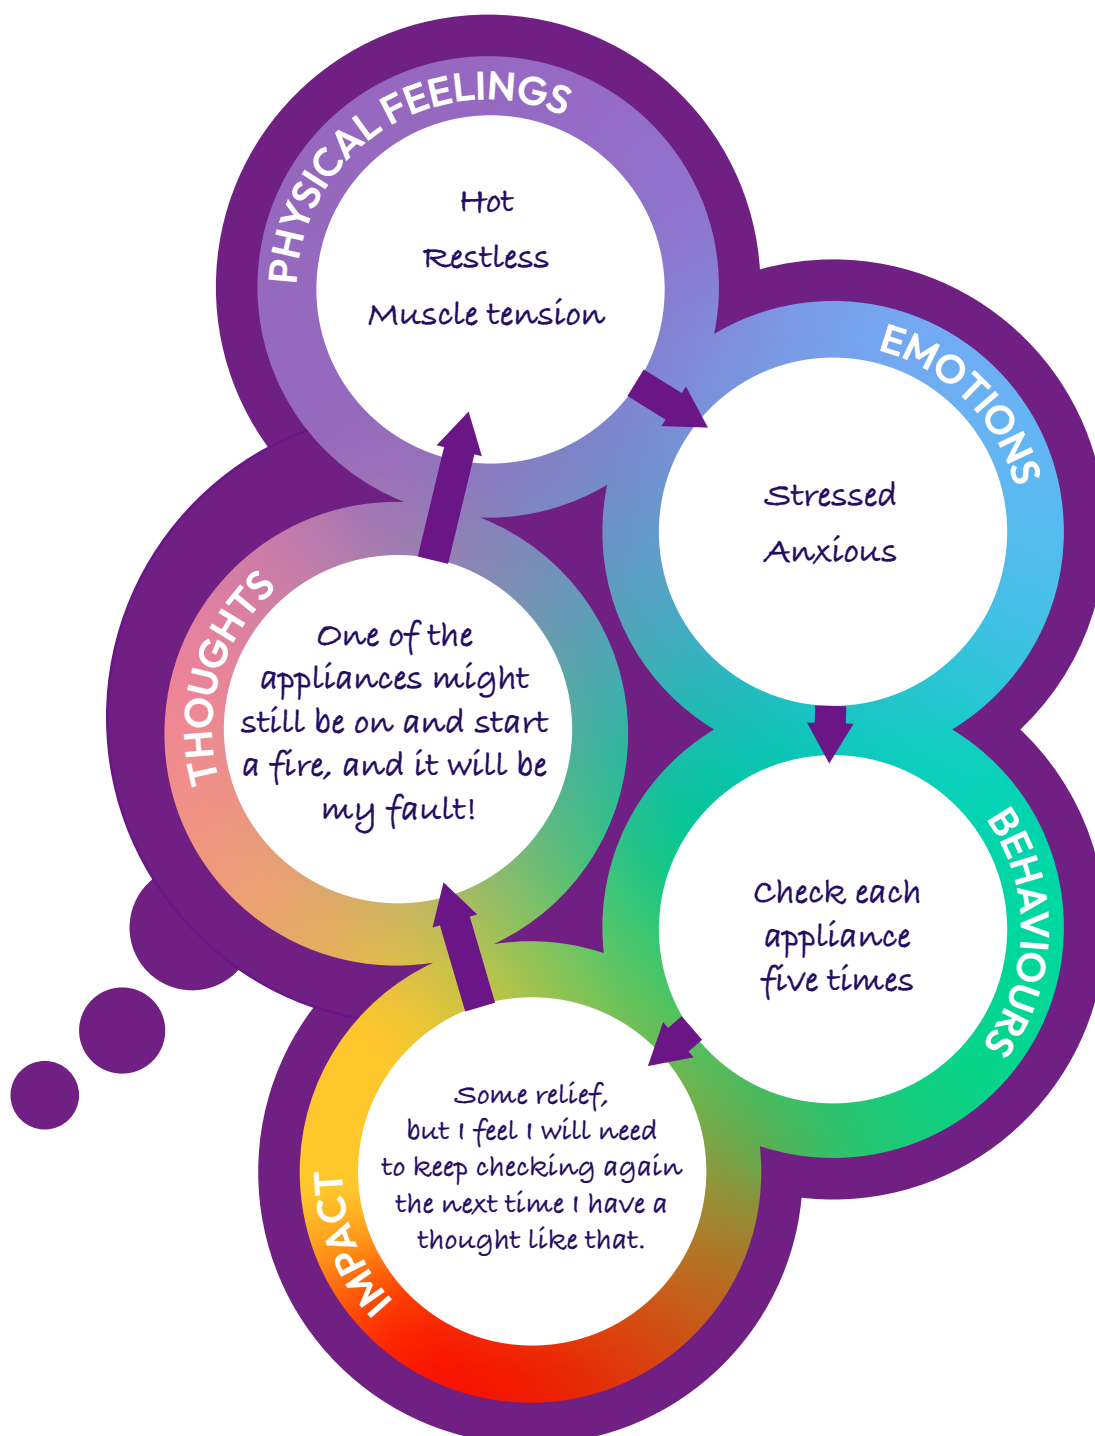 PHYSICAL FEELINGS
Hot
Restless
Muscle tension
EMOTIONS
Stressed
Anxious
THOUGHTS
One of the
appliances might
still be on and start
a fire, and it will be
my fault!
BEHAVIOURS
Check each
appliance
five times
IMPACT
Some relief,
but I feel I will need
to keep checking again
the next time I have a
thought like that.